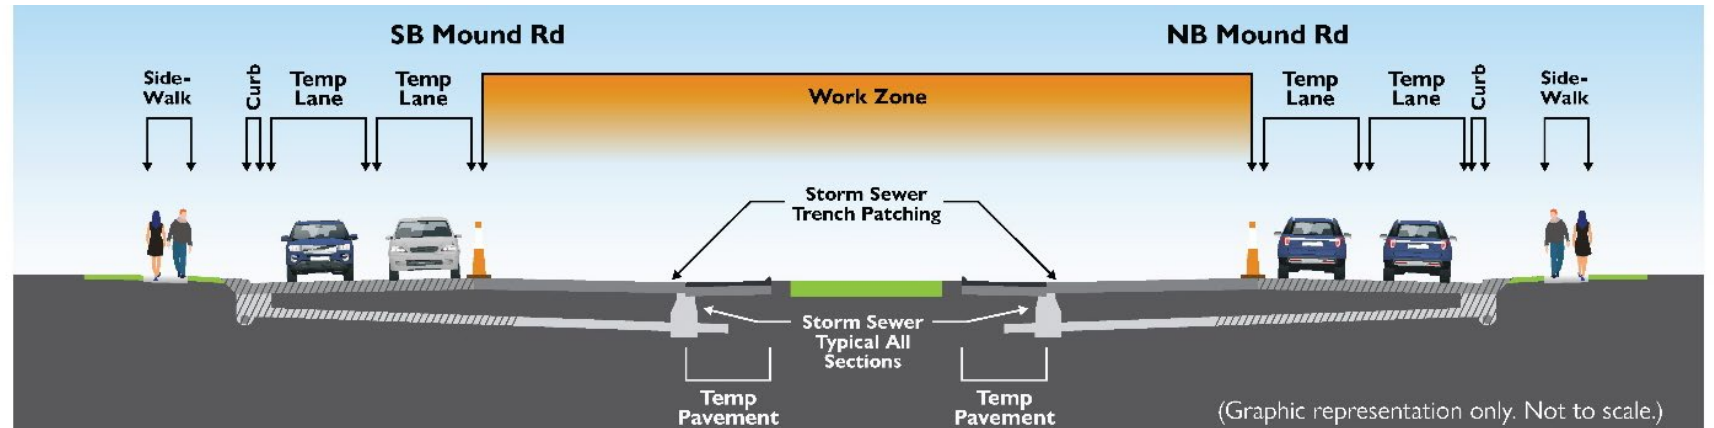 SB Mound Rd
NB Mound Rd
Side-
Walk
Curb
Temp
Lane
Temp
Lane
Work Zone
Temp
Lane
Temp
Lane
Curb
Side-
Walk
Storm Sewer
Trench Patching
Storm Sewer
Typical All
Sections
Temp
Pavement
Temp
Pavement
(Graphic representation only. Not to scale.)